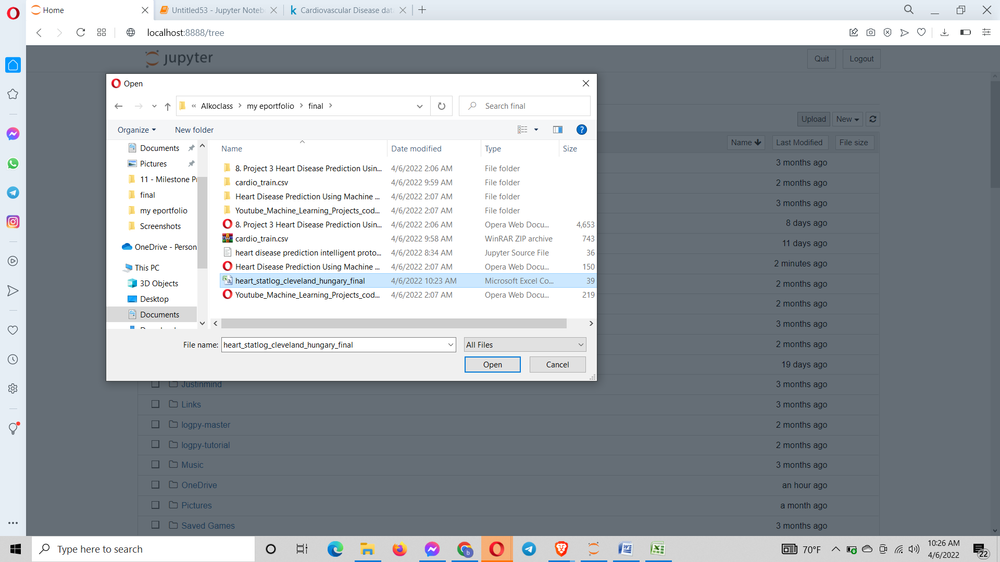 Home
Untitled53 - Jupyter Noteb
Cardiovascular Disease data
localhost:8888/tree
jupyter
Quit
Logout
Open
« Alkoclass > my eportfolio > final >
Search final
Organize
New folder
Upload
New
Name
Last Modified
File size
Documents
Pictures
11 - Milestone Pr
final
my eportfolio
Screenshots
OneDrive - Person
This PC
3D Objects
Desktop
Documents
Name Date modified Type Size
8. Project 3 Heart Disease Prediction Usin... 4/6/2022 2:06 AM File folder
cardio_train.csv 4/6/2022 9:59 AM File folder
Heart Disease Prediction Using Machine ... 4/6/2022 2:07 AM File folder
Youtube_Machine_Learning_Projects_cod... 4/6/2022 2:07 AM File folder
8. Project 3 Heart Disease Prediction Usin... 4/6/2022 2:06 AM Opera Web Docu... 4,653
cardio_train.csv 4/6/2022 9:58 AM WinRAR ZIP archive 743
heart disease prediction intelligent proto... 4/6/2022 8:34 AM Jupyter Source File 36
Heart Disease Prediction Using Machine ... 4/6/2022 2:07 AM Opera Web Docu... 150
heart_statlog_cleveland_hungary_final 4/6/2022 10:23 AM Microsoft Excel Co... 39
Youtube_Machine_Learning_Projects_cod... 4/6/2022 2:07 AM Opera Web Docu... 219
File name: heart_statlog_cleveland_hungary_final
All Files
Open
Cancel
3 months ago
2 months ago
3 months ago
8 days ago
11 days ago
2 minutes ago
2 months ago
2 months ago
3 months ago
2 months ago
19 days ago
Justinmind 3 months ago
Links 3 months ago
logpy-master 2 months ago
logpy-tutorial 2 months ago
Music 3 months ago
OneDrive an hour ago
Pictures a month ago
Saved Games 3 months ago
Type here to search
70°F
10:26 AM
4/6/2022
22